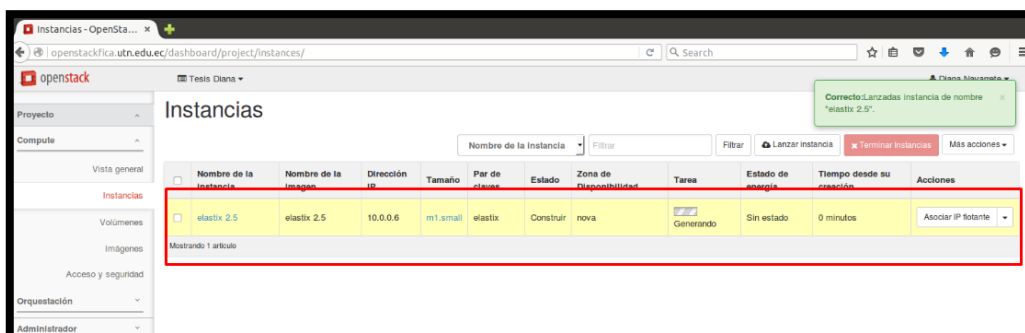 Instancias - OpenSta...
openstackfica.utn.edu.ec/dashboard/project/instances/
Search
openstack
Tesis Diana
Diana Navarrete
Correcto:Lanzadas instancia de nombre
"elastix 2.5".
Proyecto
Instancias
Compute
Nombre de la Instancia
Filtrar
Filtrar
Lanzar instancia
Terminar Instancias
Más acciones
Vista general
Nombre de la Instancia
Nombre de la Imagen
Dirección IP
Tamaño
Par de claves
Estado
Zona de Disponibilidad
Tarea
Estado de energía
Tiempo desde su creación
Acciones
Instancias
elastix 2.5
elastix 2.5
10.0.0.6
m1.small
elastix
Construir
nova
Generando
Sin estado
0 minutos
Asociar IP flotante
Volúmenes
Mostrando 1 artículo
Imágenes
Acceso y seguridad
Orquestación
Administrador